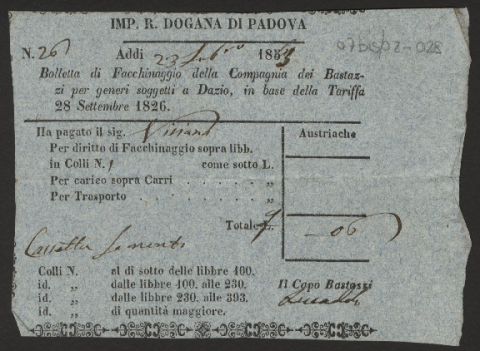 IMP. R. DOGANA DI PADOVA
N. 26 Addi 23 185
Bolletta di Facchinaggio della Compagnia dei Bastaz-
zi per generi soggetti a Dazio, in base della Tariffa
28 Settembre 1826.
Ha pagato il sig. Austriache
Per diritto di Facchinaggio sopra libb.
in Colli N. 1 come sotto L.
Per carico sopra Carri . . . . . „
Per Trasporto . . . . . . . „
Totale L. -06
Cassetta
Colli N. al di sotto delle libbre 100.
id. „ dalle libbre 100. alle 230. Il Capo Bastazzi
id. „ dalle libbre 230. alle 393.
id. „ di quantità maggiore.